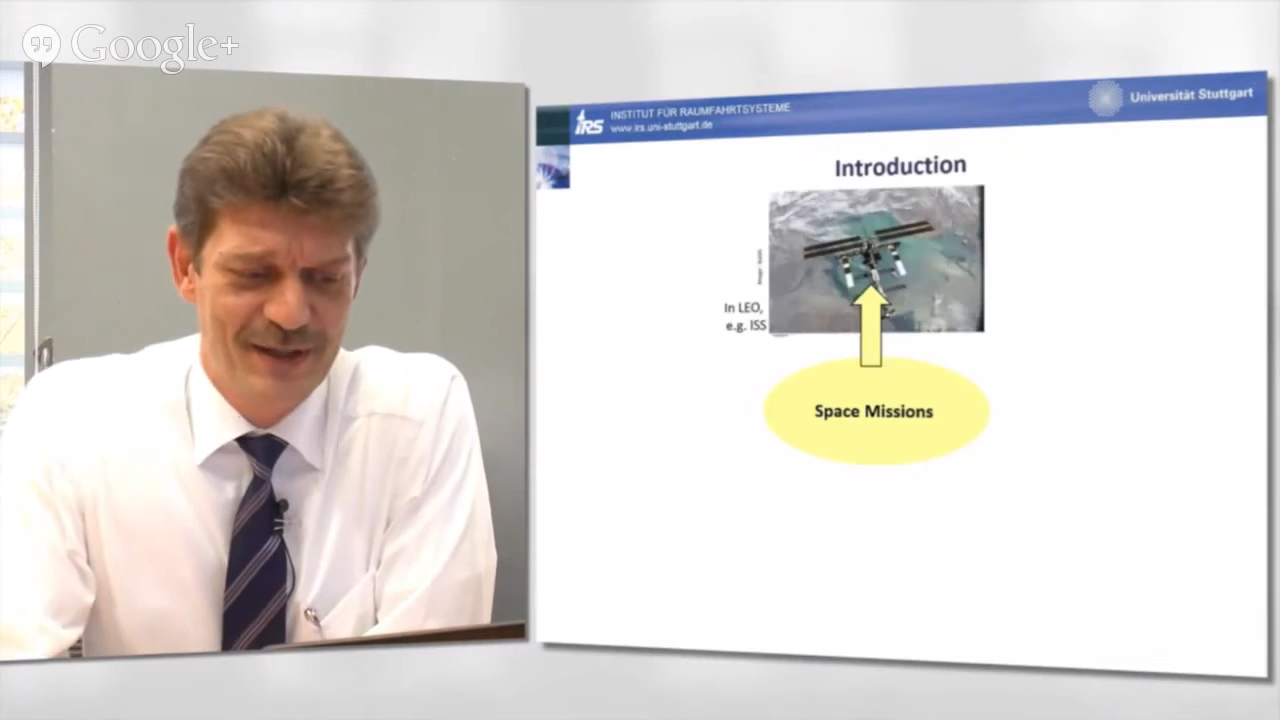 Google+
IRS
INSTITUT FÜR RAUMFAHRTSYSTEME
www.irs.uni-stuttgart.de
Universität Stuttgart
Introduction
In LEO,
e.g. ISS
Space Missions